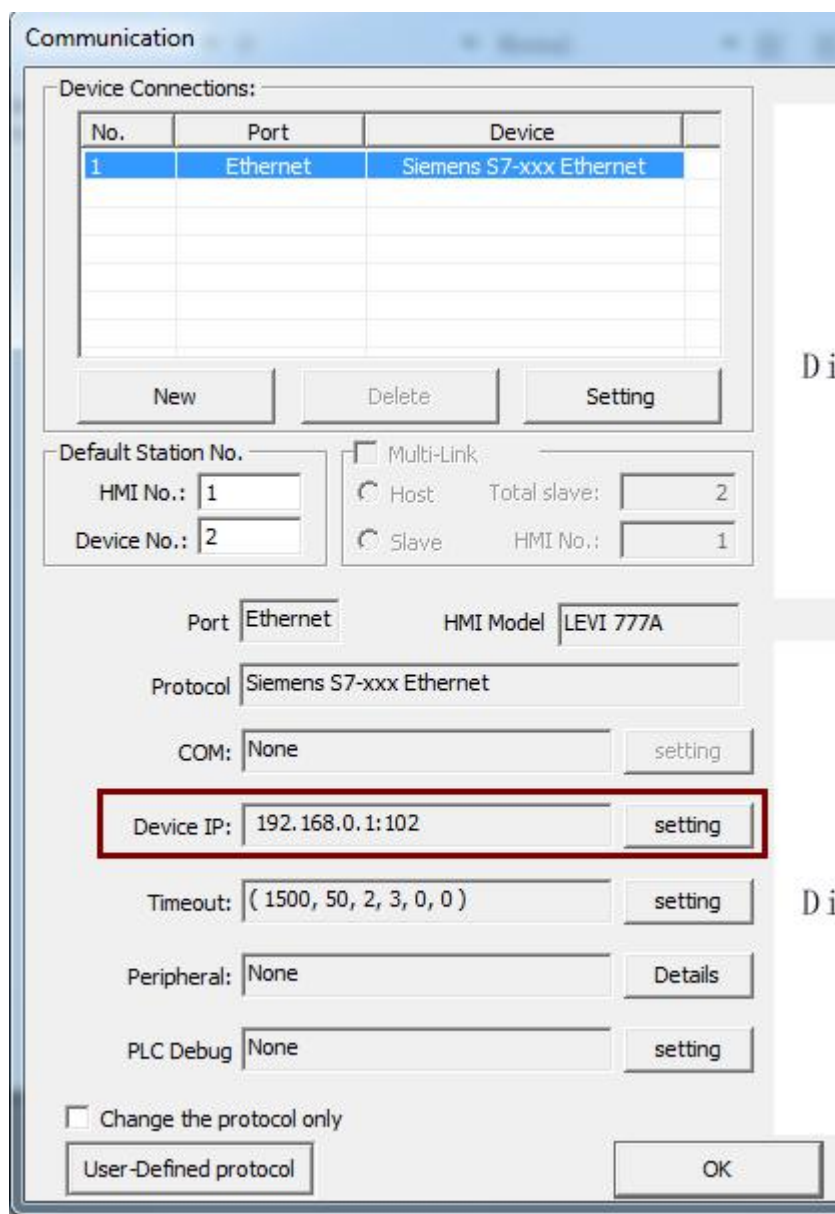 Communication
Device Connections:
No. Port Device
1 Ethernet Siemens S7-xxx Ethernet
New Delete Setting
Default Station No. Multi-Link
HMI No.: 1 Host Total slave: 2
Device No.: 2 Slave HMI No.: 1
Port Ethernet HMI Model LEVI 777A
Protocol Siemens S7-xxx Ethernet
COM: None setting
Device IP: 192.168.0.1:102 setting
Timeout: ( 1500, 50, 2, 3, 0, 0 ) setting
Peripheral: None Details
PLC Debug None setting
Change the protocol only
User-Defined protocol OK